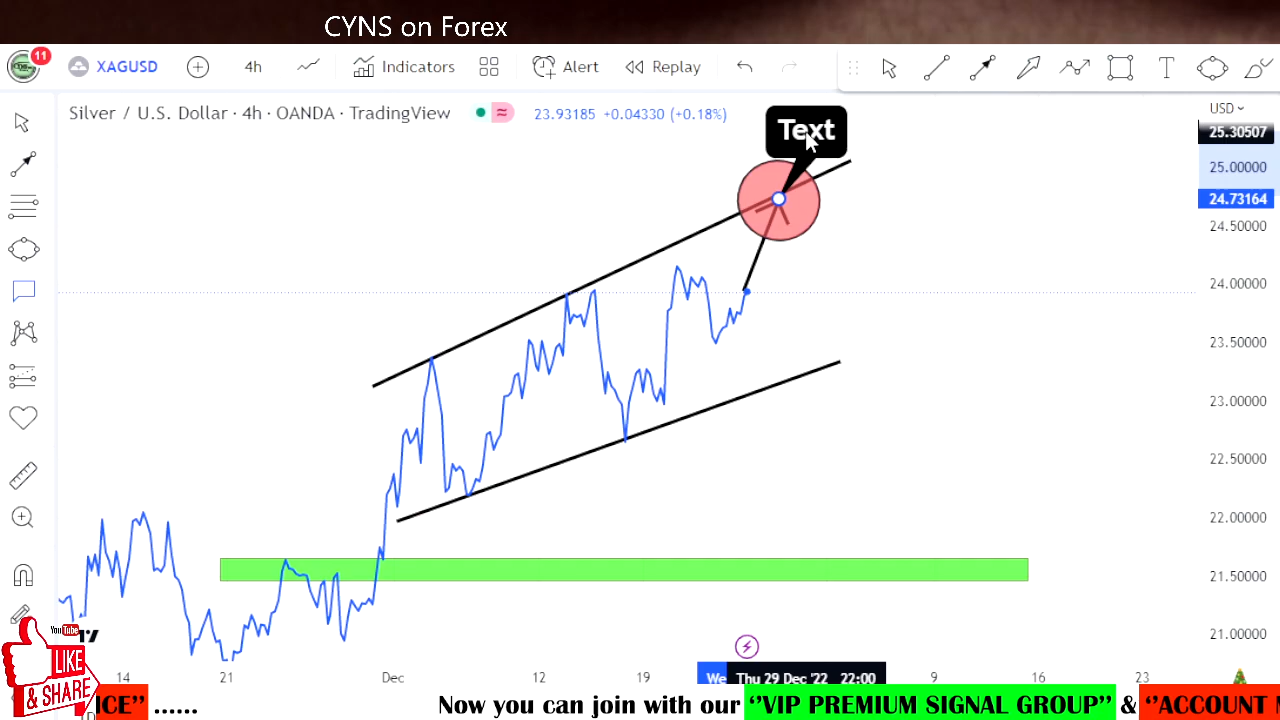 CYNS on Forex
11
XAGUSD
4h
Indicators
Alert
Replay
Silver / U.S. Dollar · 4h · OANDA · TradingView
23.93185 +0.04330 (+0.18%)
USD
Text
25.30507
25.00000
24.73164
24.50000
24.00000
23.50000
23.00000
22.50000
22.00000
21.50000
21.00000
YouTube
LIKE
& SHARE
14
21
Dec
12
19
We
Thu 29 Dec '22 22:00
9
16
23
ICE” ......
Now you can join with our “VIP PREMIUM SIGNAL GROUP” & “ACCOUNT